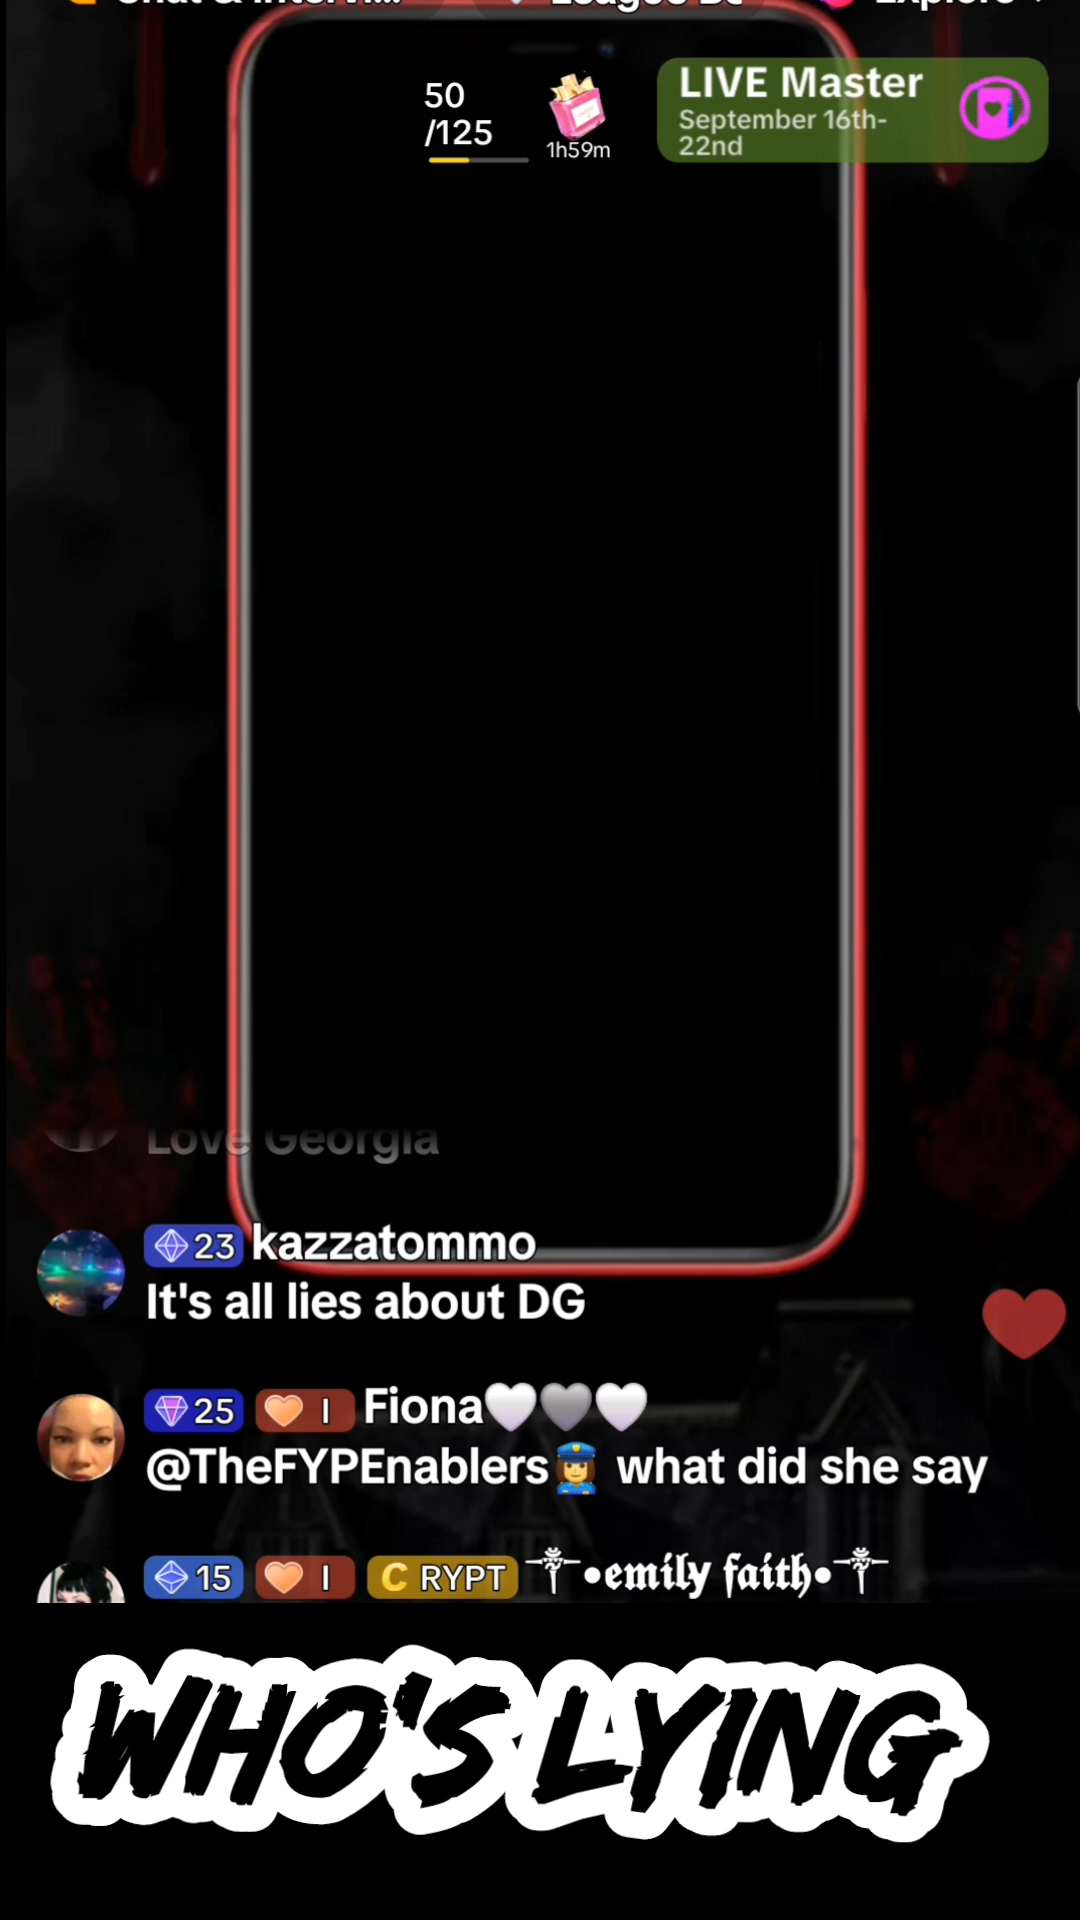 50
/125
1h59m
LIVE Master
September 16th-
22nd
Love Georgia
23 kazzatommo
It's all lies about DG
25 I Fiona🤍🩶🤍
@TheFYPEnablers👮‍♀️ what did she say
15 I C RYPT •emily faith•
WHO'S LYING